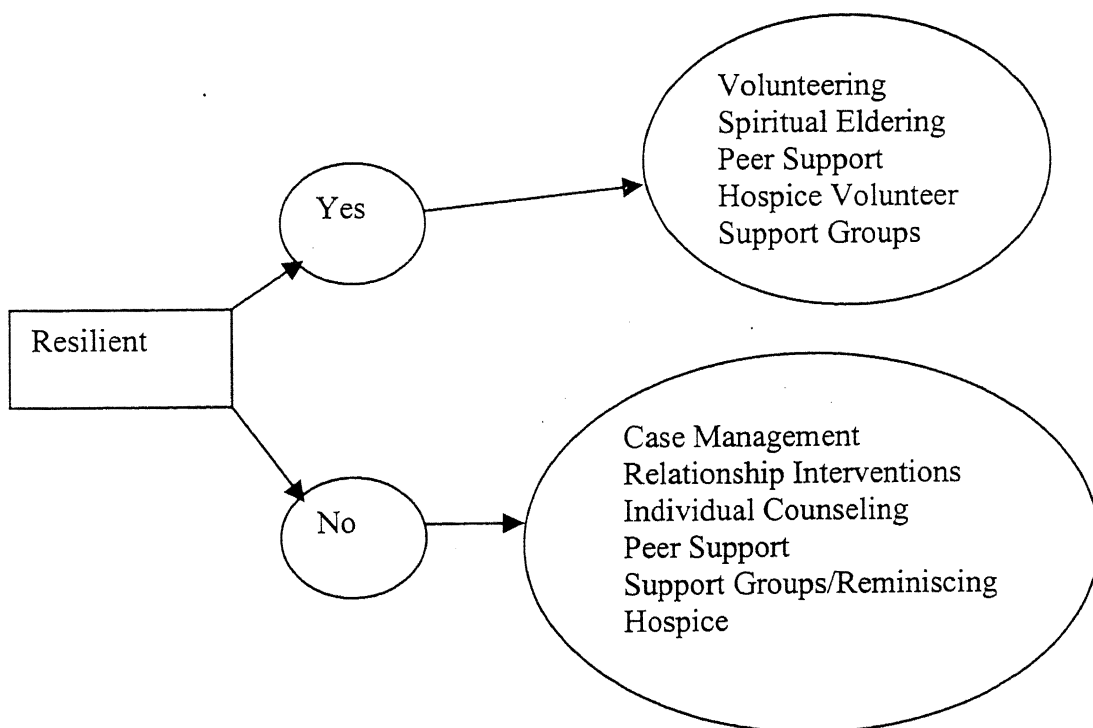 Resilient
Yes
Volunteering
Spiritual Eldering
Peer Support
Hospice Volunteer
Support Groups
No
Case Management
Relationship Interventions
Individual Counseling
Peer Support
Support Groups/Reminiscing
Hospice